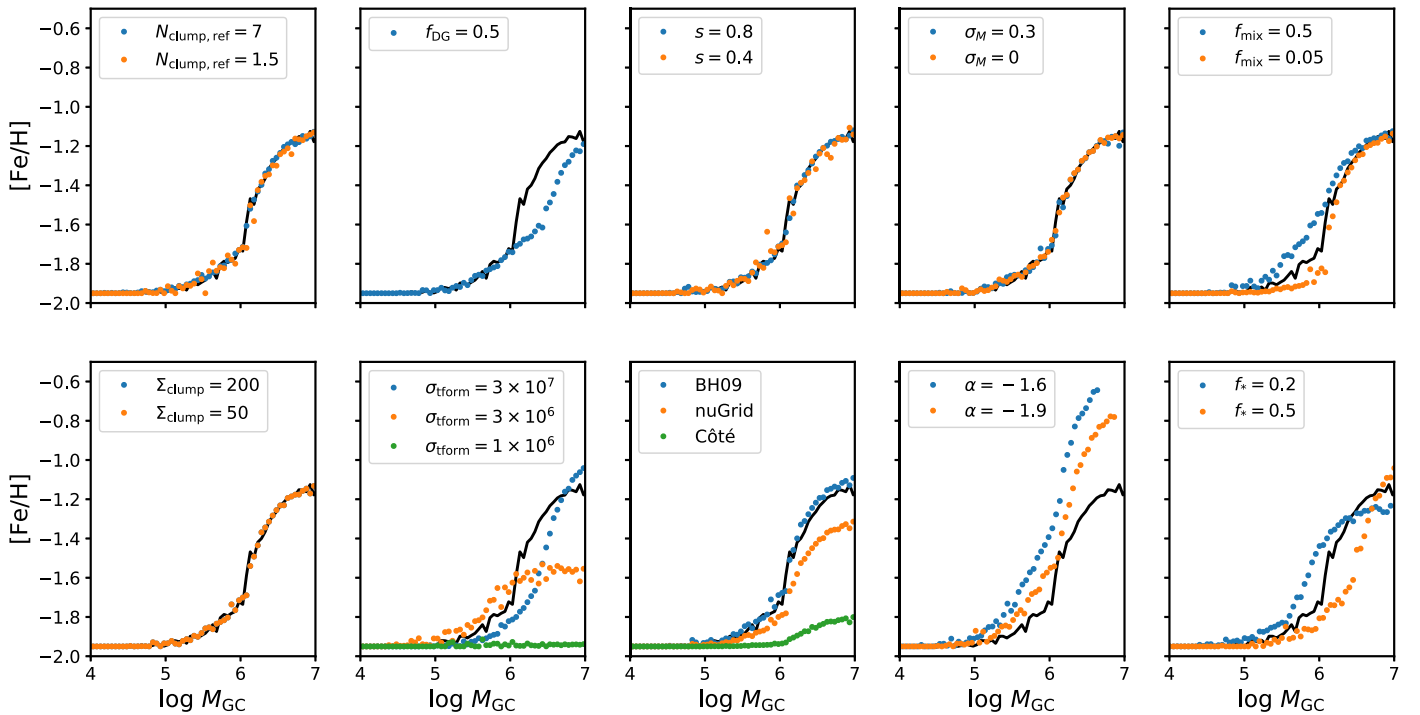 N_clump, ref = 7
N_clump, ref = 1.5
f_DG = 0.5
s = 0.8
s = 0.4
σ_M = 0.3
σ_M = 0
f_mix = 0.5
f_mix = 0.05
[Fe/H]
−0.6
−0.8
−1.0
−1.2
−1.4
−1.6
−1.8
−2.0
Σ_clump = 200
Σ_clump = 50
σ_tform = 3 × 10^7
σ_tform = 3 × 10^6
σ_tform = 1 × 10^6
BH09
nuGrid
Côté
α = −1.6
α = −1.9
f_* = 0.2
f_* = 0.5
[Fe/H]
−0.6
−0.8
−1.0
−1.2
−1.4
−1.6
−1.8
−2.0
4 5 6 7
4 5 6 7
4 5 6 7
4 5 6 7
4 5 6 7
log M_GC
log M_GC
log M_GC
log M_GC
log M_GC